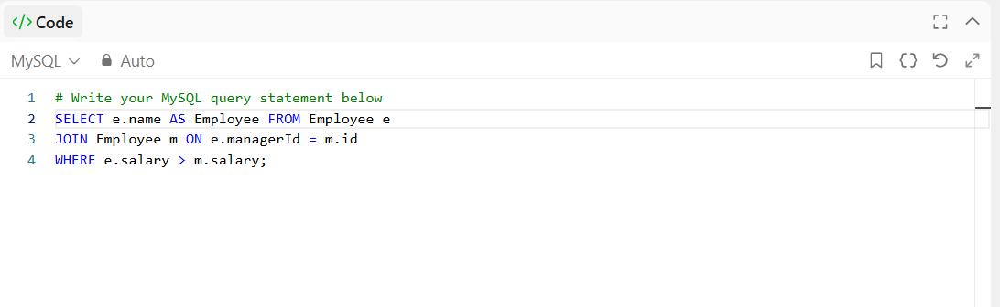 </> Code
MySQL Auto
1 # Write your MySQL query statement below
2 SELECT e.name AS Employee FROM Employee e
3 JOIN Employee m ON e.managerId = m.id
4 WHERE e.salary > m.salary;